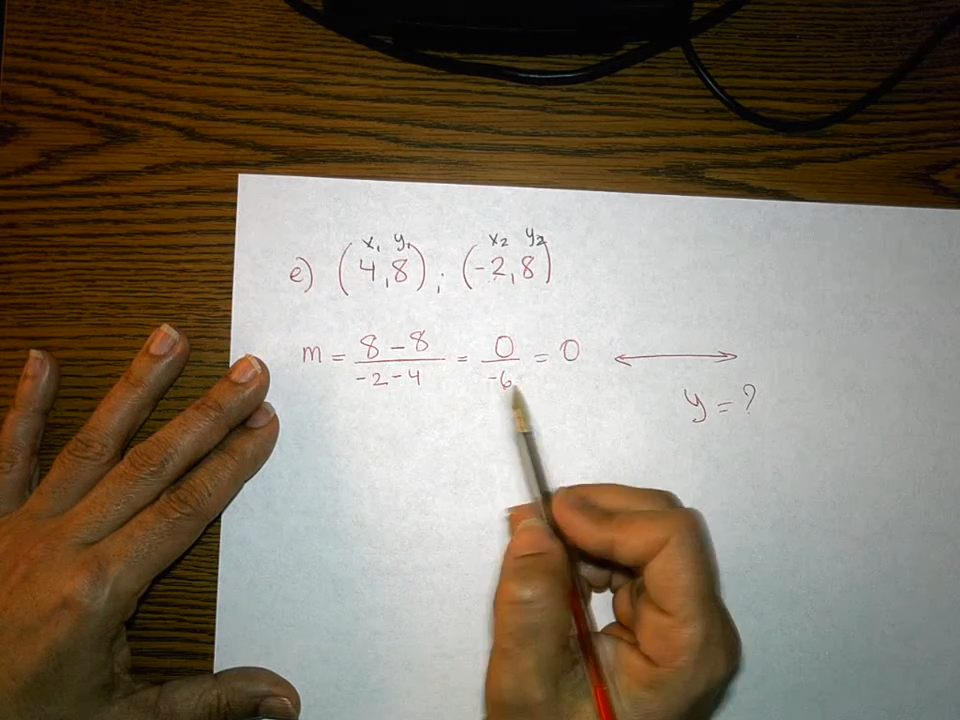 x₁ y₁ x₂ y₂
e) (4,8) ; (-2,8)
m = 8-8/-2-4 = 0/-6 = 0 ⟷
y = ?